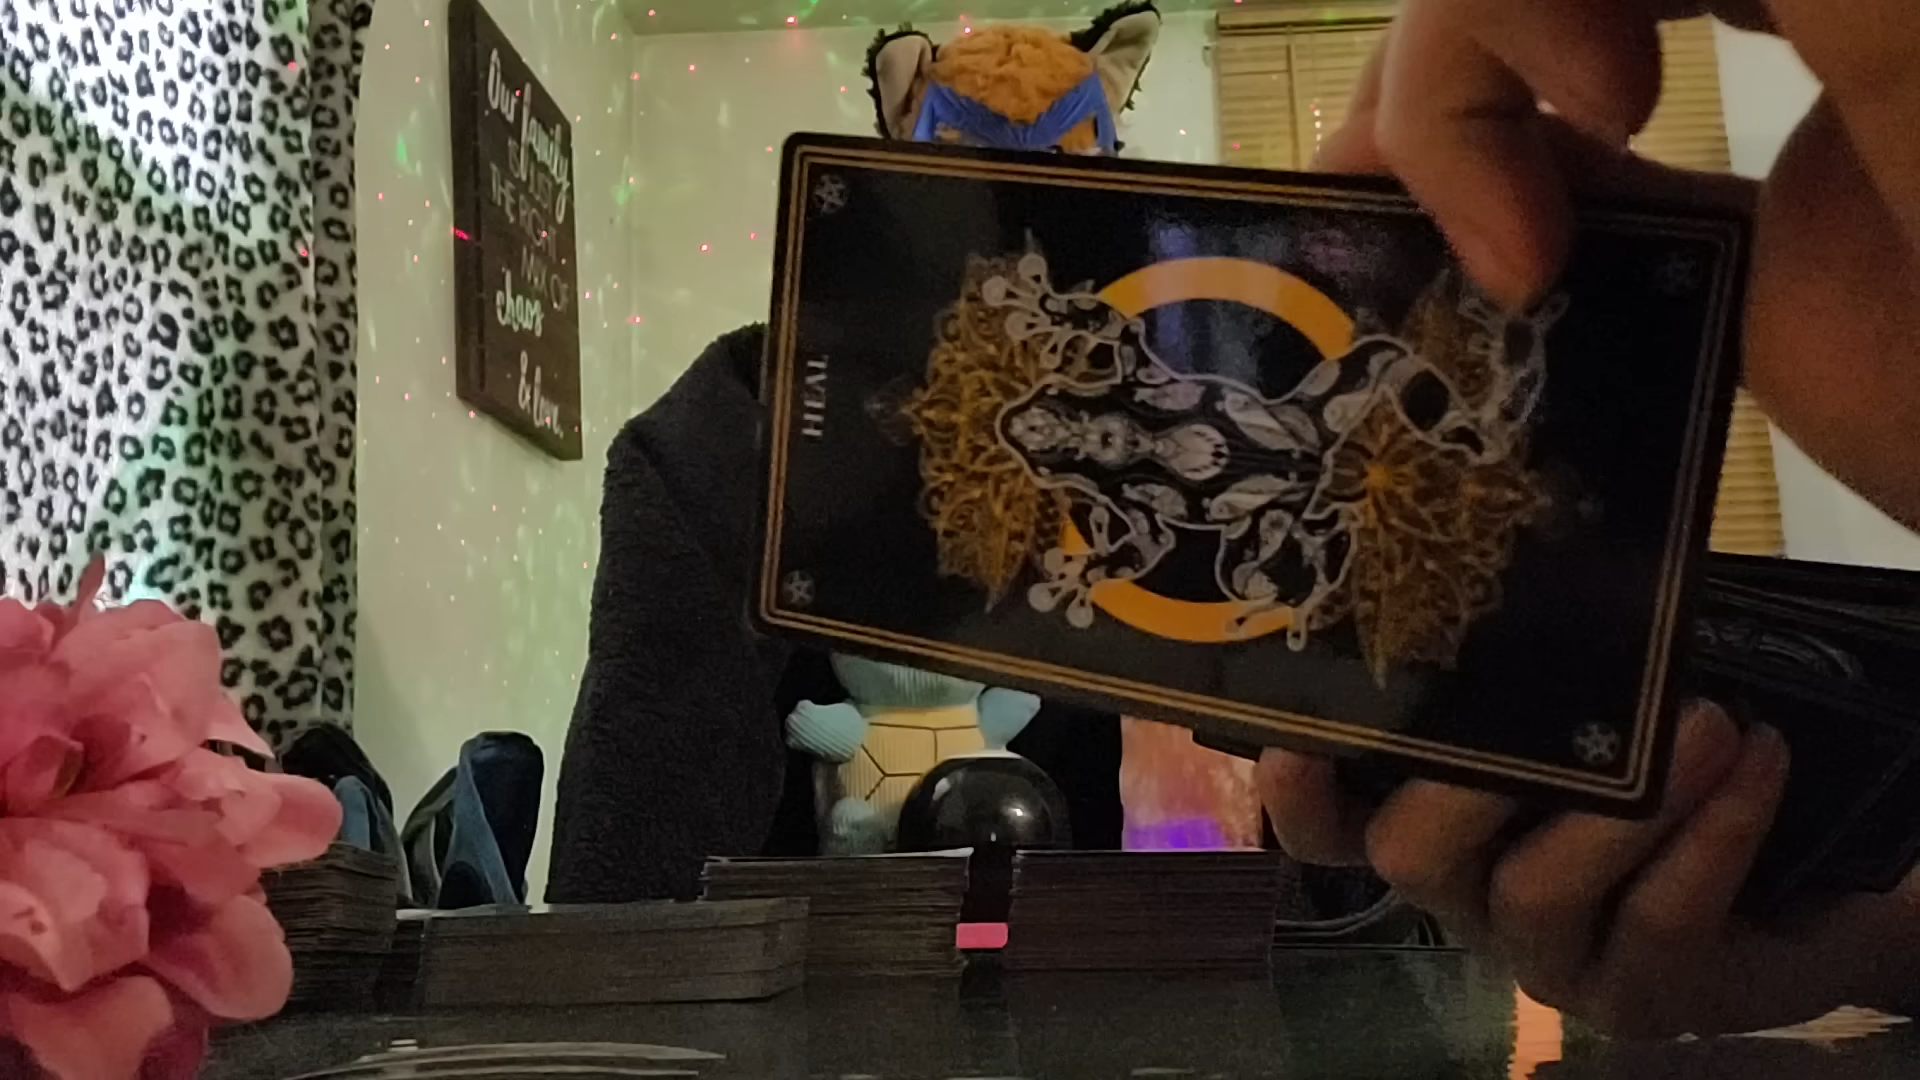 Our family
IS JUST
THE RIGHT
MIX OF
chaos
& love.
HEAL